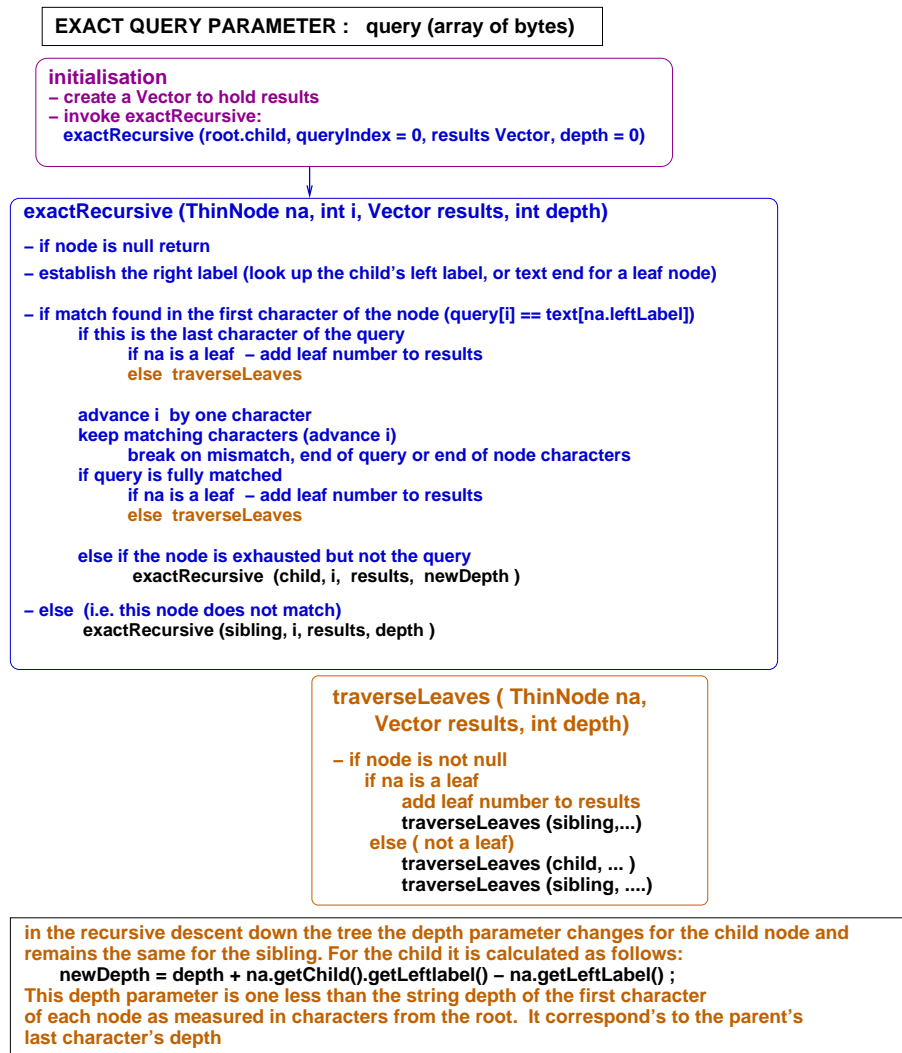 EXACT QUERY PARAMETER : query (array of bytes)
initialisation
– create a Vector to hold results
– invoke exactRecursive:
exactRecursive (root.child, queryIndex = 0, results Vector, depth = 0)
exactRecursive (ThinNode na, int i, Vector results, int depth)
– if node is null return
– establish the right label (look up the child's left label, or text end for a leaf node)
– if match found in the first character of the node (query[i] == text[na.leftLabel])
if this is the last character of the query
if na is a leaf – add leaf number to results
else traverseLeaves
advance i by one character
keep matching characters (advance i)
break on mismatch, end of query or end of node characters
if query is fully matched
if na is a leaf – add leaf number to results
else traverseLeaves
else if the node is exhausted but not the query
exactRecursive (child, i, results, newDepth )
– else (i.e. this node does not match)
exactRecursive (sibling, i, results, depth )
traverseLeaves ( ThinNode na,
Vector results, int depth)
– if node is not null
if na is a leaf
add leaf number to results
traverseLeaves (sibling,...)
else ( not a leaf)
traverseLeaves (child, ... )
traverseLeaves (sibling, ....)
in the recursive descent down the tree the depth parameter changes for the child node and
remains the same for the sibling. For the child it is calculated as follows:
newDepth = depth + na.getChild().getLeftlabel() – na.getLeftLabel() ;
This depth parameter is one less than the string depth of the first character
of each node as measured in characters from the root. It correspond's to the parent's
last character's depth